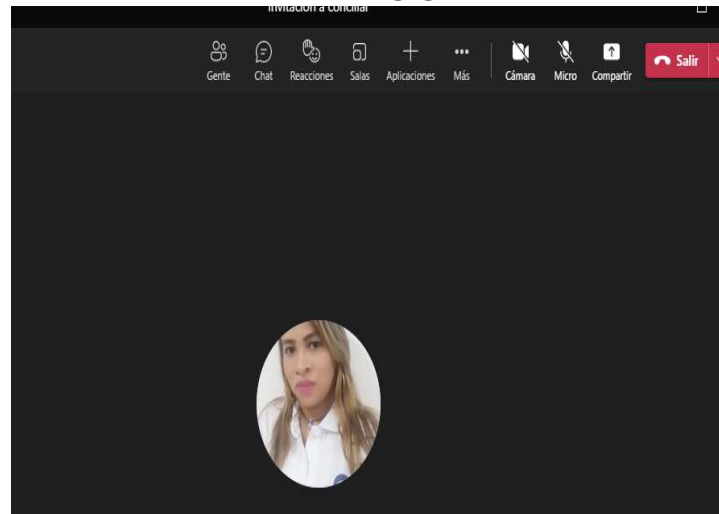 Invitación a conciliar
Gente Chat Reacciones Salas Aplicaciones Más Cámara Micro Compartir Salir